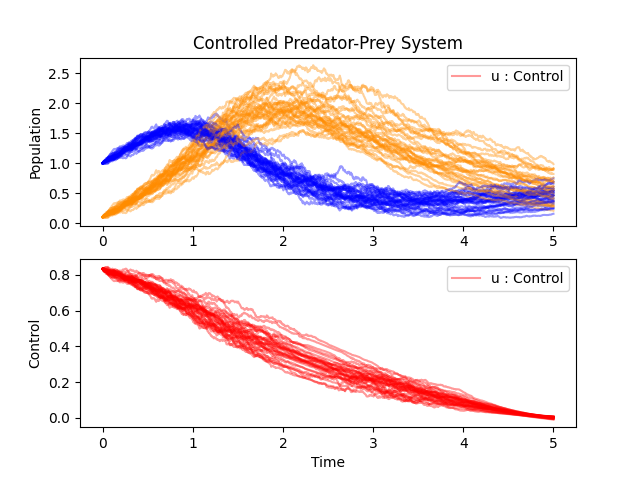 Controlled Predator-Prey System
2.5
2.0
1.5
1.0
0.5
0.0
Population
u : Control
0 1 2 3 4 5
0.8
0.6
0.4
0.2
0.0
Control
u : Control
0 1 2 3 4 5
Time